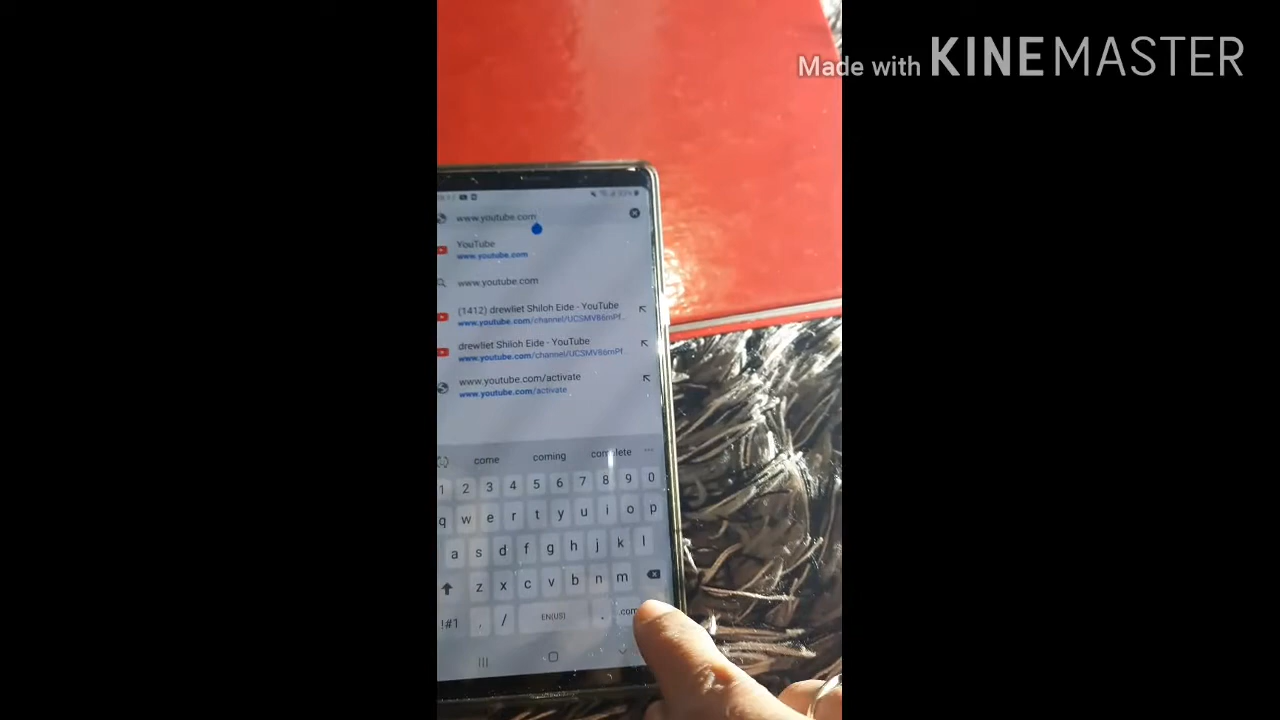 Made with KINEMASTER
www.youtube.com
YouTube
www.youtube.com
www.youtube.com
(1412) drewliet Shiloh Eide - YouTube
www.youtube.com/channel/UCSMV86mPf...
drewliet Shiloh Eide - YouTube
www.youtube.com/channel/UCSMV86mPf...
www.youtube.com/activate
www.youtube.com/activate
come coming complete ...
1 2 3 4 5 6 7 8 9 0
q w e r t y u i o p
a s d f g h j k l
z x c v b n m
!#1 , / EN(US) . .com